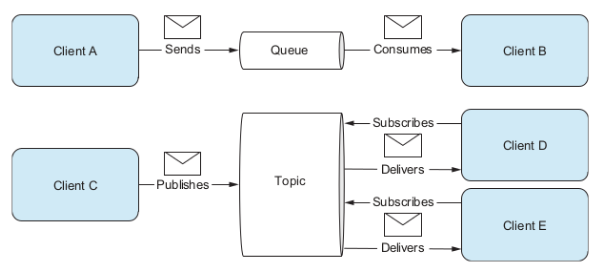 Client A
Sends
Queue
Consumes
Client B
Client C
Publishes
Topic
Subscribes
Delivers
Client D
Subscribes
Delivers
Client E